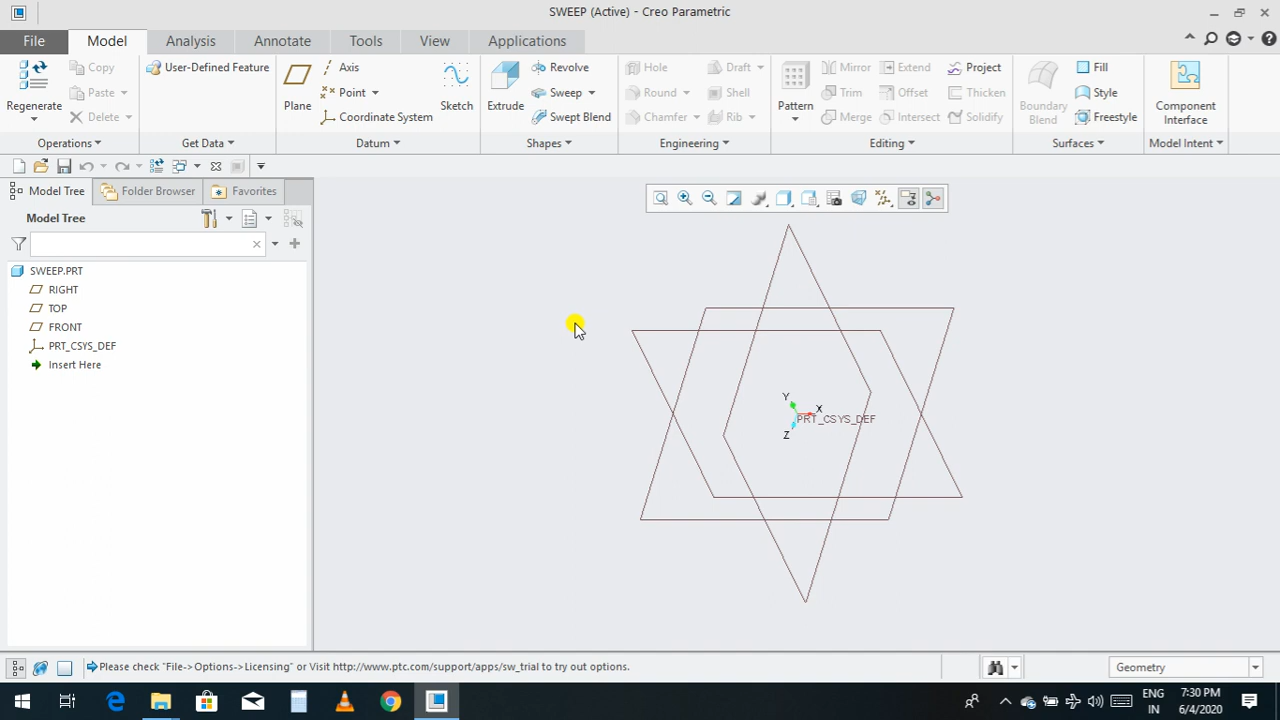 SWEEP (Active) - Creo Parametric
File Model Analysis Annotate Tools View Applications
Regenerate
Copy
Paste
Delete
Operations
User-Defined Feature
Get Data
Plane
Axis
Point
Coordinate System
Sketch
Datum
Extrude
Revolve
Sweep
Swept Blend
Shapes
Hole
Round
Chamfer
Draft
Shell
Rib
Engineering
Pattern
Mirror
Trim
Merge
Extend
Offset
Intersect
Project
Thicken
Solidify
Editing
Boundary
Blend
Fill
Style
Freestyle
Surfaces
Component
Interface
Model Intent
Model Tree Folder Browser Favorites
Model Tree
SWEEP.PRT
RIGHT
TOP
FRONT
PRT_CSYS_DEF
Insert Here
Y
X
PRT_CSYS_DEF
Z
Please check "File->Options->Licensing" or Visit http://www.ptc.com/support/apps/sw_trial to try out options.
Geometry
ENG
IN
7:30 PM
6/4/2020